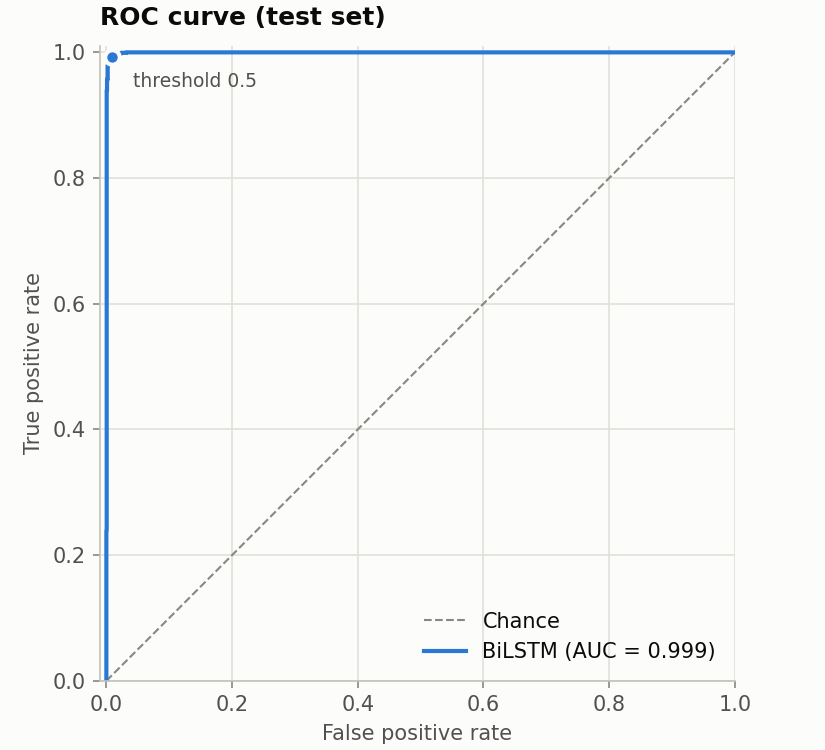 ROC curve (test set)
1.0
threshold 0.5
0.8
0.6
0.4
0.2
0.0
True positive rate
Chance
BiLSTM (AUC = 0.999)
0.0 0.2 0.4 0.6 0.8 1.0
False positive rate